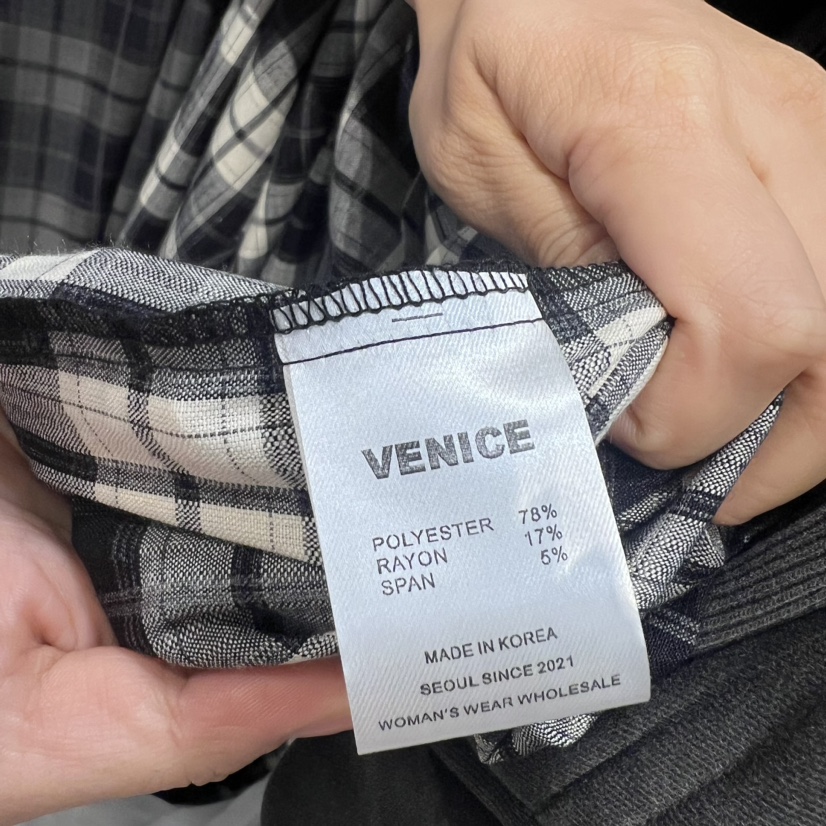 VENICE
POLYESTER 78%
RAYON 17%
SPAN 5%
MADE IN KOREA
SEOUL SINCE 2021
WOMAN'S WEAR WHOLESALE